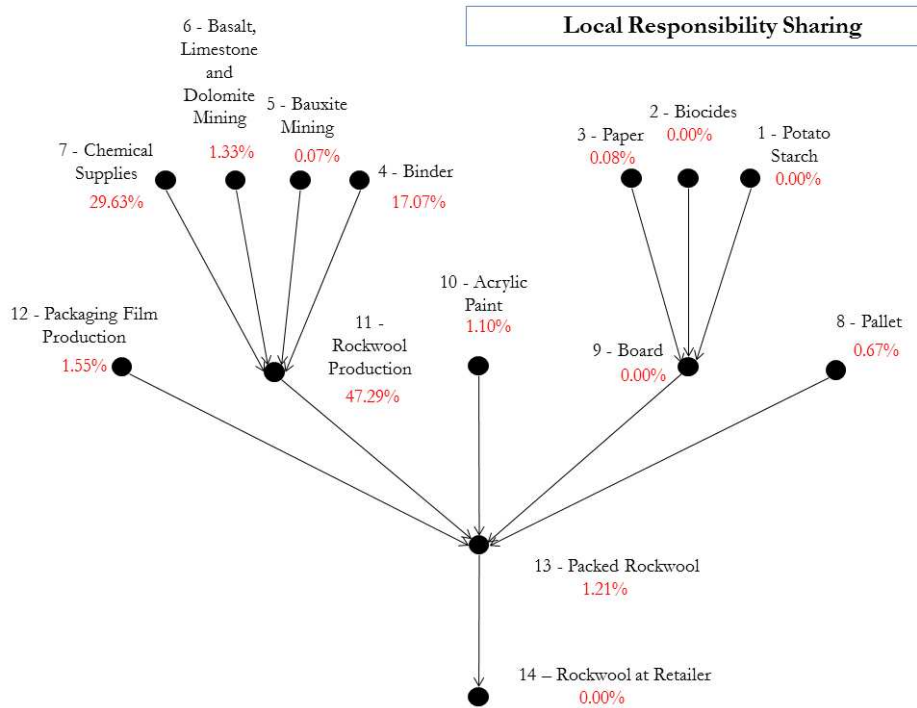 Local Responsibility Sharing
6 - Basalt,
Limestone
and
Dolomite
Mining
1.33%
5 - Bauxite
Mining
0.07%
7 - Chemical
Supplies
29.63%
4 - Binder
17.07%
2 - Biocides
0.00%
3 - Paper
0.08%
1 - Potato
Starch
0.00%
12 - Packaging Film
Production
1.55%
11 -
Rockwool
Production
47.29%
10 - Acrylic
Paint
1.10%
9 - Board
0.00%
8 - Pallet
0.67%
13 - Packed Rockwool
1.21%
14 – Rockwool at Retailer
0.00%